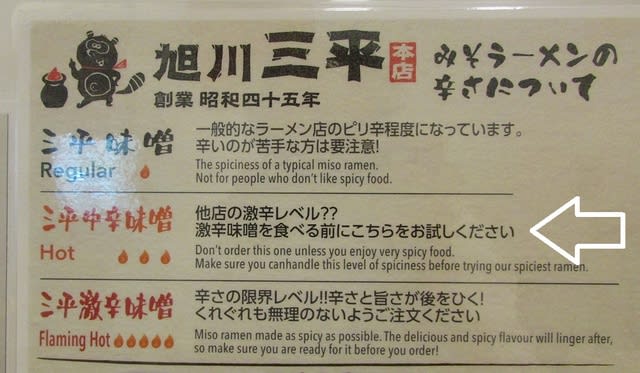 旭川三平
本店
創業 昭和四十五年
みそラーメンの
辛さについて
三平味噌
Regular
一般的なラーメン店のピリ辛程度になっています。
辛いのが苦手な方は要注意!
The spiciness of a typical miso ramen.
Not for people who don't like spicy food.
三平中辛味噌
Hot
他店の激辛レベル??
激辛味噌を食べる前にこちらをお試しください
Don't order this one unless you enjoy very spicy food.
Make sure you canhandle this level of spiciness before trying our spiciest ramen.
三平激辛味噌
Flaming Hot
辛さの限界レベル!!辛さと旨さが後をひく!
くれぐれも無理のないようご注文ください
Miso ramen made as spicy as possible. The delicious and spicy flavour will linger after,
so make sure you are ready for it before you order!